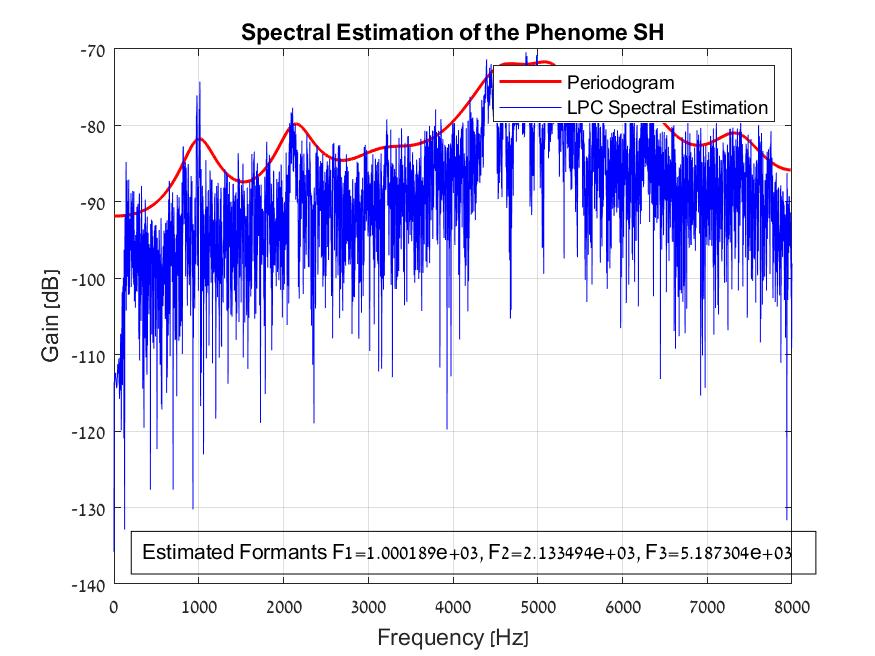 Spectral Estimation of the Phenome SH
-70
Periodogram
LPC Spectral Estimation
-80
-90
-100
-110
-120
-130
-140
Gain [dB]
Estimated Formants F1=1.000189e+03, F2=2.133494e+03, F3=5.187304e+03
0 1000 2000 3000 4000 5000 6000 7000 8000
Frequency [Hz]